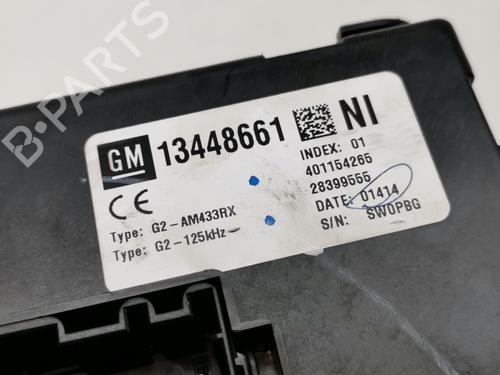 B-PARTS
GM 13448661 NI
INDEX: 01
401154265
28399555
DATE: 01414
S/N: SW0PBG
CE
Type: G2-AM433RX
Type: G2-125kHz